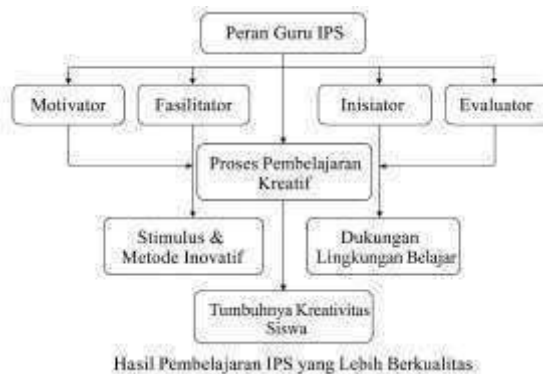 Peran Guru IPS
Motivator
Fasilitator
Inisiator
Evaluator
Proses Pembelajaran
Kreatif
Stimulus &
Metode Inovatif
Dukungan
Lingkungan Belajar
Tumbuhnya Kreativitas
Siswa
Hasil Pembelajaran IPS yang Lebih Berkualitas